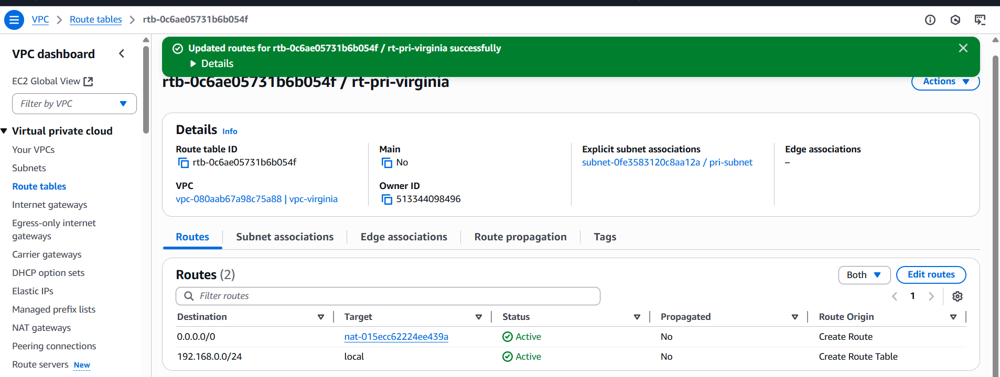 VPC > Route tables > rtb-0c6ae05731b6b054f
VPC dashboard
EC2 Global View
Filter by VPC
Virtual private cloud
Your VPCs
Subnets
Route tables
Internet gateways
Egress-only internet
gateways
Carrier gateways
DHCP option sets
Elastic IPs
Managed prefix lists
NAT gateways
Peering connections
Route servers New
Updated routes for rtb-0c6ae05731b6b054f / rt-pri-virginia successfully
Details
rtb-0c6ae05731b6b054f / rt-pri-virginia
Actions
Details Info
Route table ID
rtb-0c6ae05731b6b054f
Main
No
Explicit subnet associations
subnet-0fe3583120c8aa12a / pri-subnet
Edge associations
–
VPC
vpc-080aab67a98c75a88 | vpc-virginia
Owner ID
513344098496
Routes Subnet associations Edge associations Route propagation Tags
Routes (2)
Both Edit routes
Filter routes
1
Destination Target Status Propagated Route Origin
0.0.0.0/0 nat-015ecc62224ee439a Active No Create Route
192.168.0.0/24 local Active No Create Route Table